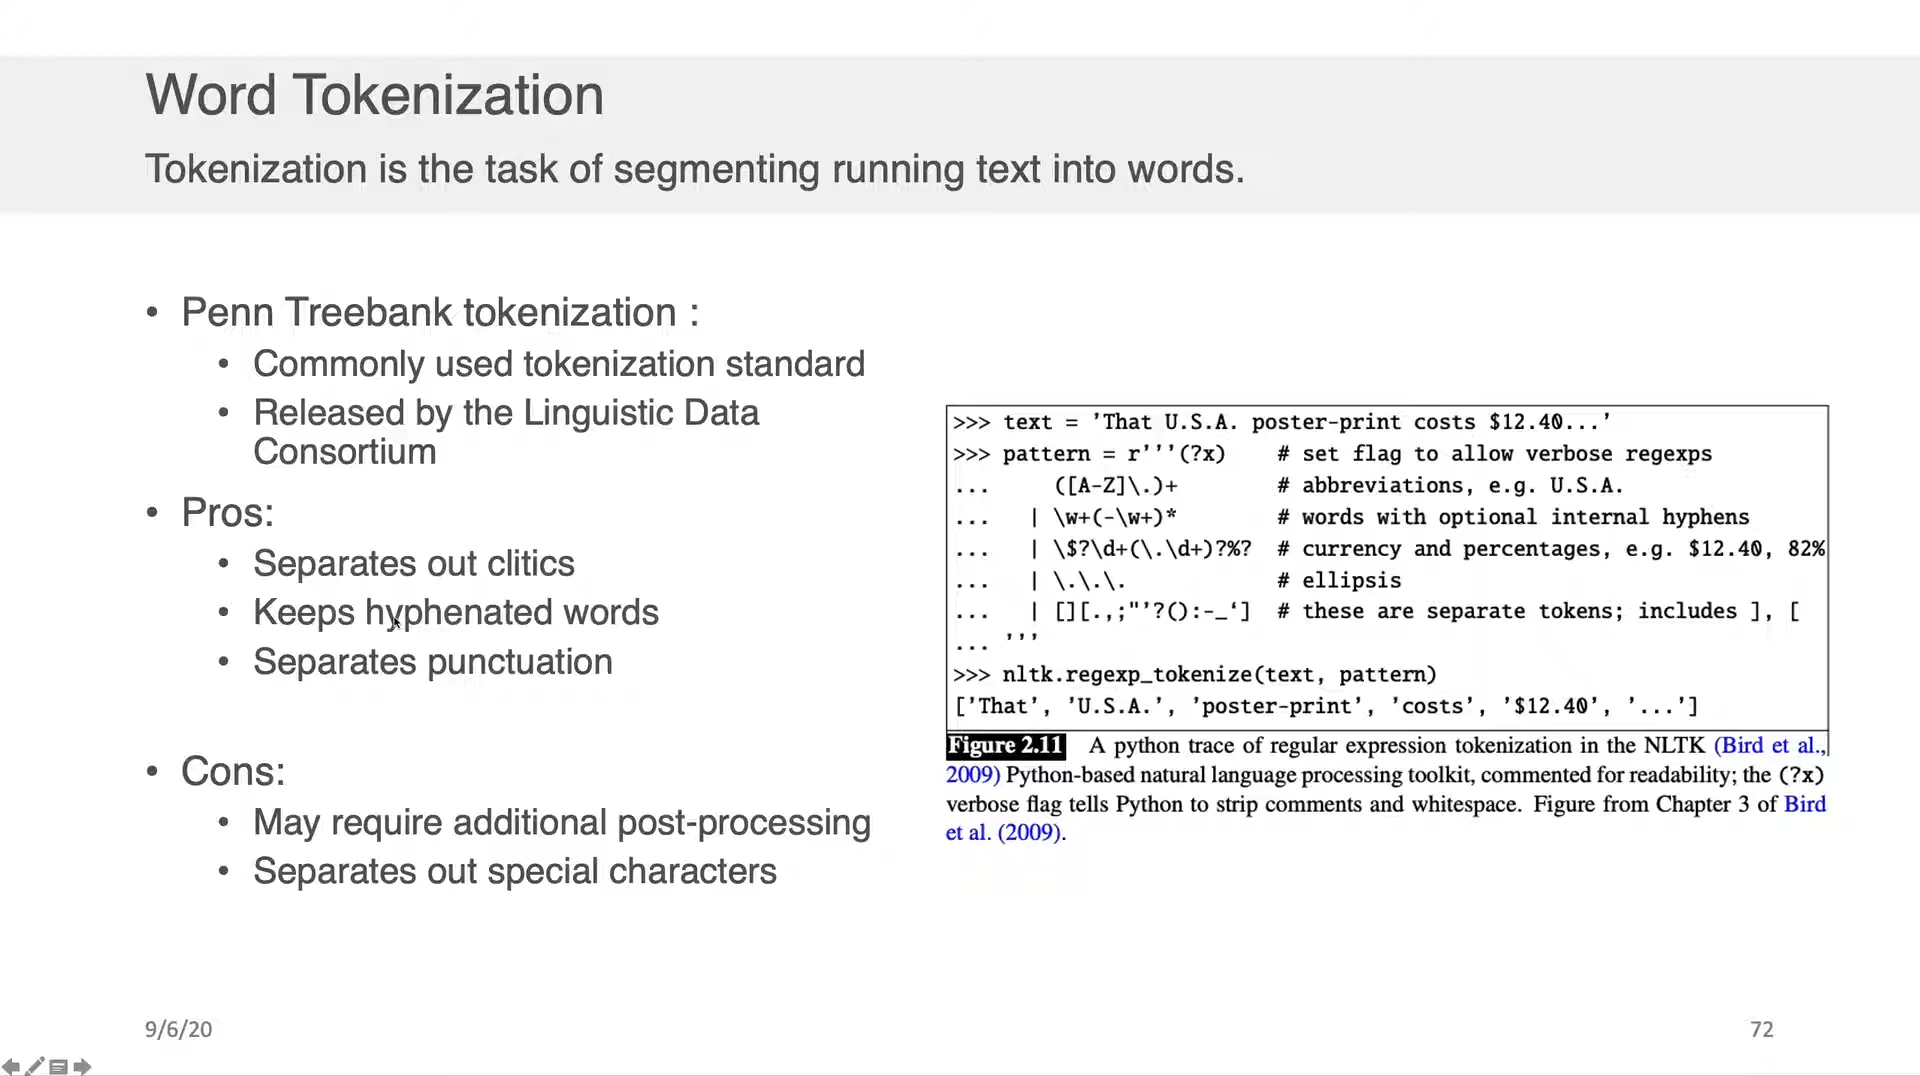 Word Tokenization
Tokenization is the task of segmenting running text into words.
• Penn Treebank tokenization :
• Commonly used tokenization standard
• Released by the Linguistic Data
Consortium
• Pros:
• Separates out clitics
• Keeps hyphenated words
• Separates punctuation
• Cons:
• May require additional post-processing
• Separates out special characters
>>> text = ’That U.S.A. poster-print costs $12.40...’
>>> pattern = r’’’(?x)    # set flag to allow verbose regexps
...     ([A-Z]\.)+        # abbreviations, e.g. U.S.A.
...   | \w+(-\w+)*        # words with optional internal hyphens
...   | \$?\d+(\.\d+)?%?  # currency and percentages, e.g. $12.40, 82%
...   | \.\.\.            # ellipsis
...   | [][.,;"’?():-_‘]  # these are separate tokens; includes ], [
... ’’’
>>> nltk.regexp_tokenize(text, pattern)
[’That’, ’U.S.A.’, ’poster-print’, ’costs’, ’$12.40’, ’...’]
Figure 2.11 A python trace of regular expression tokenization in the NLTK (Bird et al.,
2009) Python-based natural language processing toolkit, commented for readability; the (?x)
verbose flag tells Python to strip comments and whitespace. Figure from Chapter 3 of Bird
et al. (2009).
9/6/20
72